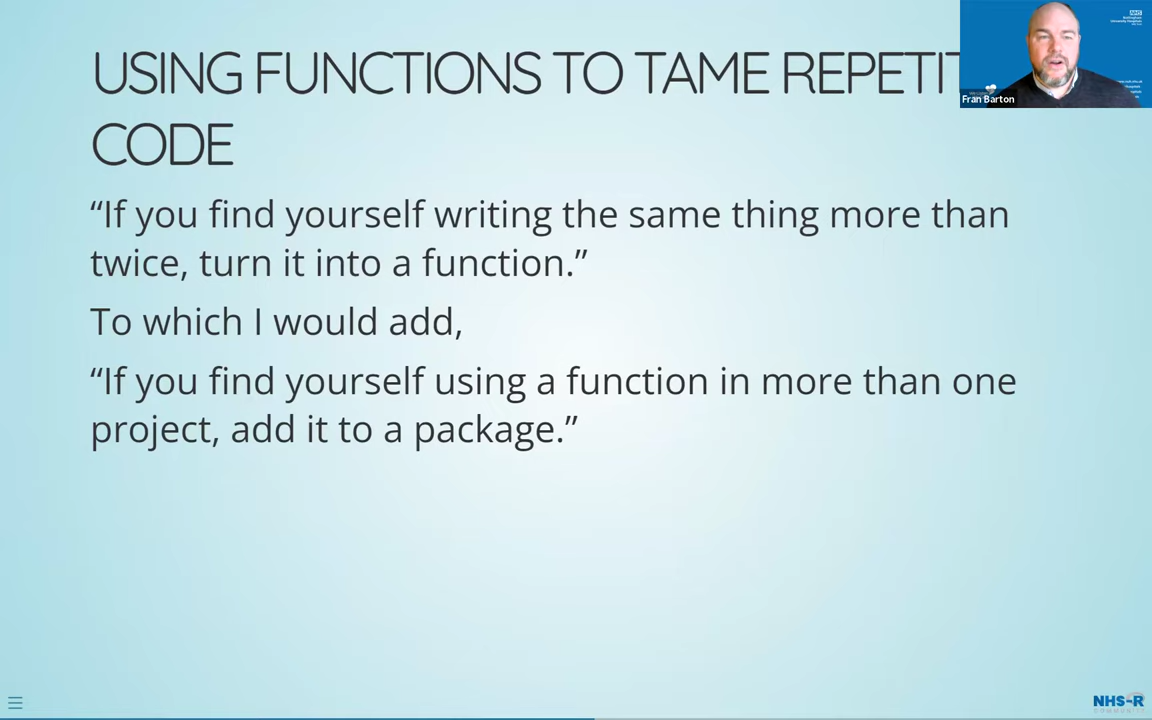 USING FUNCTIONS TO TAME
CODE
“If you find yourself writing the same thing more than
twice, turn it into a function.”
To which I would add,
“If you find yourself using a function in more than one
project, add it to a package.”
Fran Barton
NHS
NHS-R
COMMUNITY